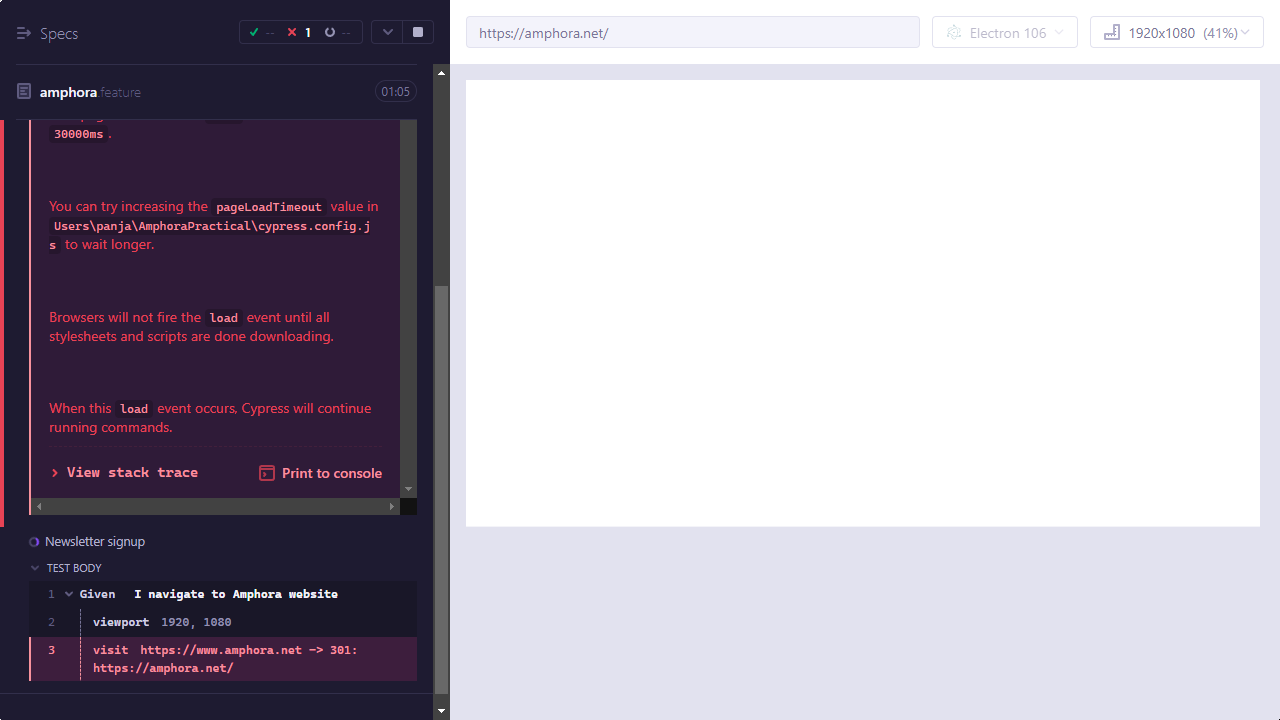 Specs
-- 1 --
https://amphora.net/
Electron 106
1920x1080 (41%)
amphora.feature
01:05
30000ms.
You can try increasing the pageLoadTimeout value in
Users\panja\AmphoraPractical\cypress.config.j
s to wait longer.
Browsers will not fire the load event until all
stylesheets and scripts are done downloading.
When this load event occurs, Cypress will continue
running commands.
View stack trace
Print to console
Newsletter signup
TEST BODY
1 Given I navigate to Amphora website
2 viewport 1920, 1080
3 visit https://www.amphora.net -> 301:
https://amphora.net/